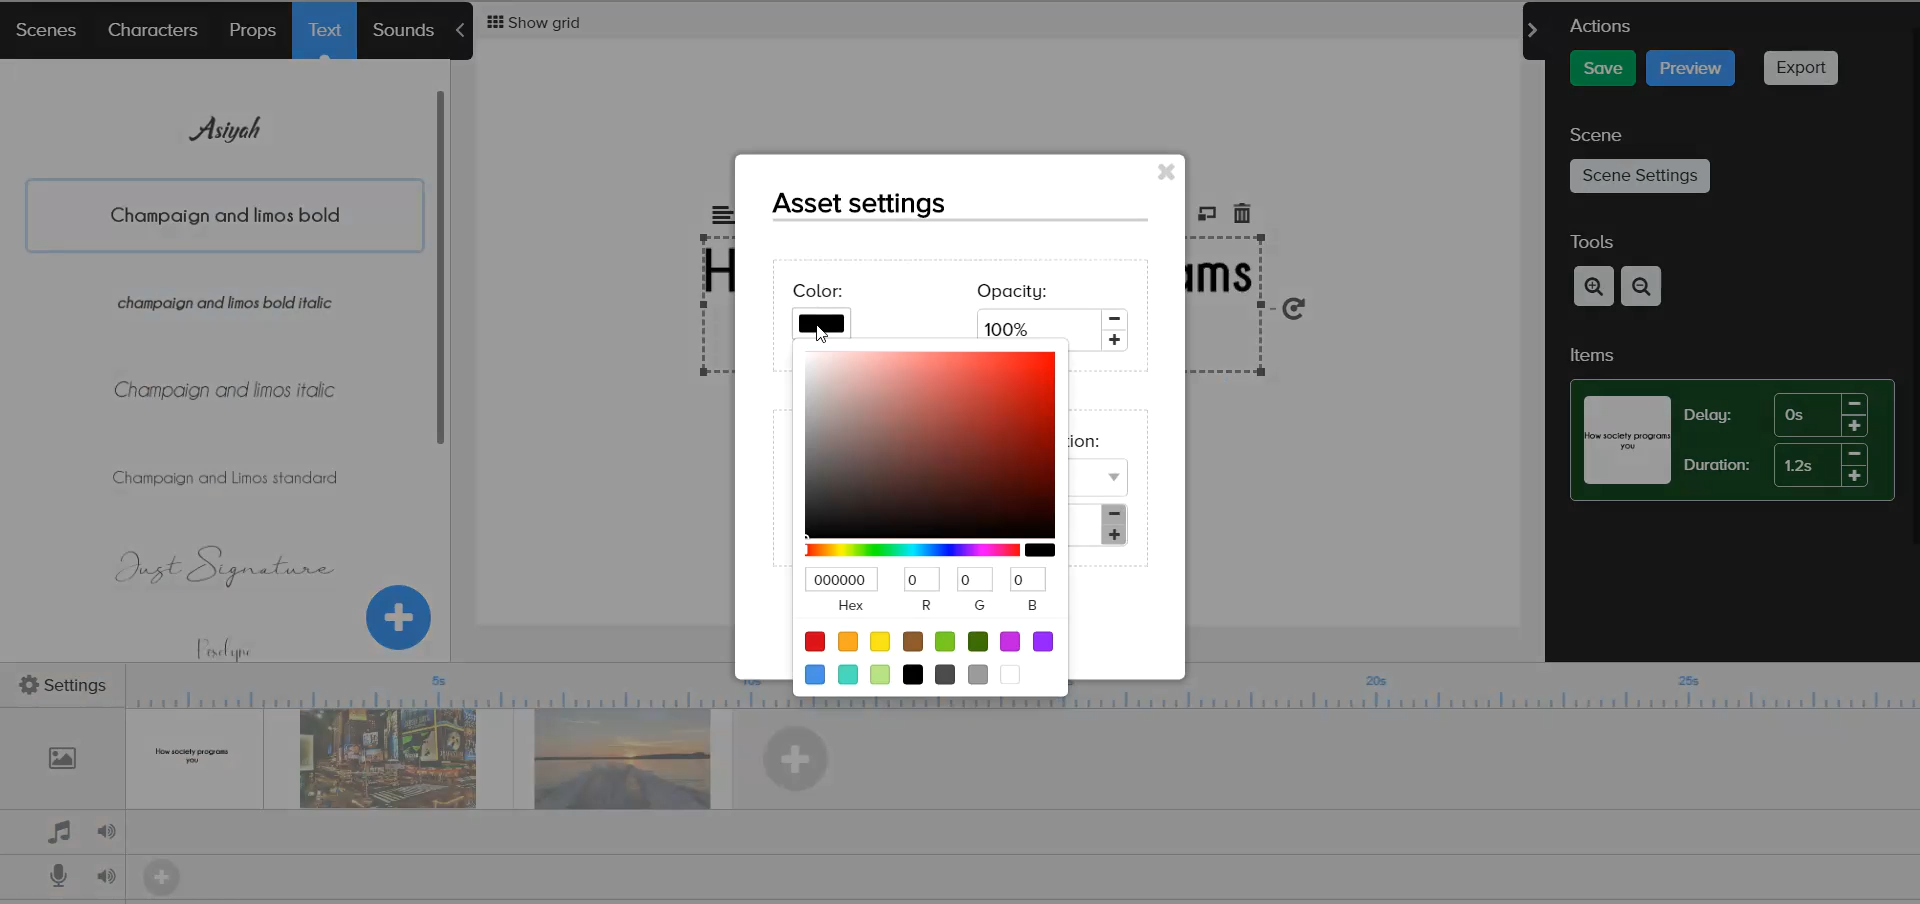 Scenes Characters Props Text Sounds
Show grid
Asiyah
Champaign and limos bold
champaign and limos bold italic
Champaign and limos italic
Champaign and Limos standard
Just Signature
Asset settings
Color:
Opacity:
100%
tion:
000000 0 0 0
Hex R G B
H
ams
Actions
Save Preview Export
Scene
Scene Settings
Tools
Items
How society programs
you
Delay: 0s
Duration: 1.2s
Settings
5s 10s 20s 25s
How society programs
you